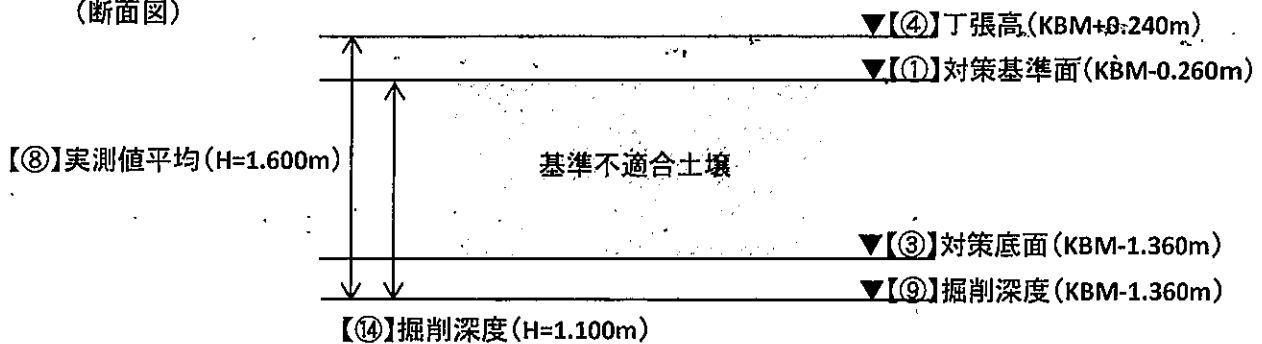 (断面図)
▼【④】丁張高(KBM+0.240m)
▼【①】対策基準面(KBM-0.260m)
【⑧】実測値平均(H=1.600m)
基準不適合土壌
▼【③】対策底面(KBM-1.360m)
▼【⑨】掘削深度(KBM-1.360m)
【⑭】掘削深度(H=1.100m)